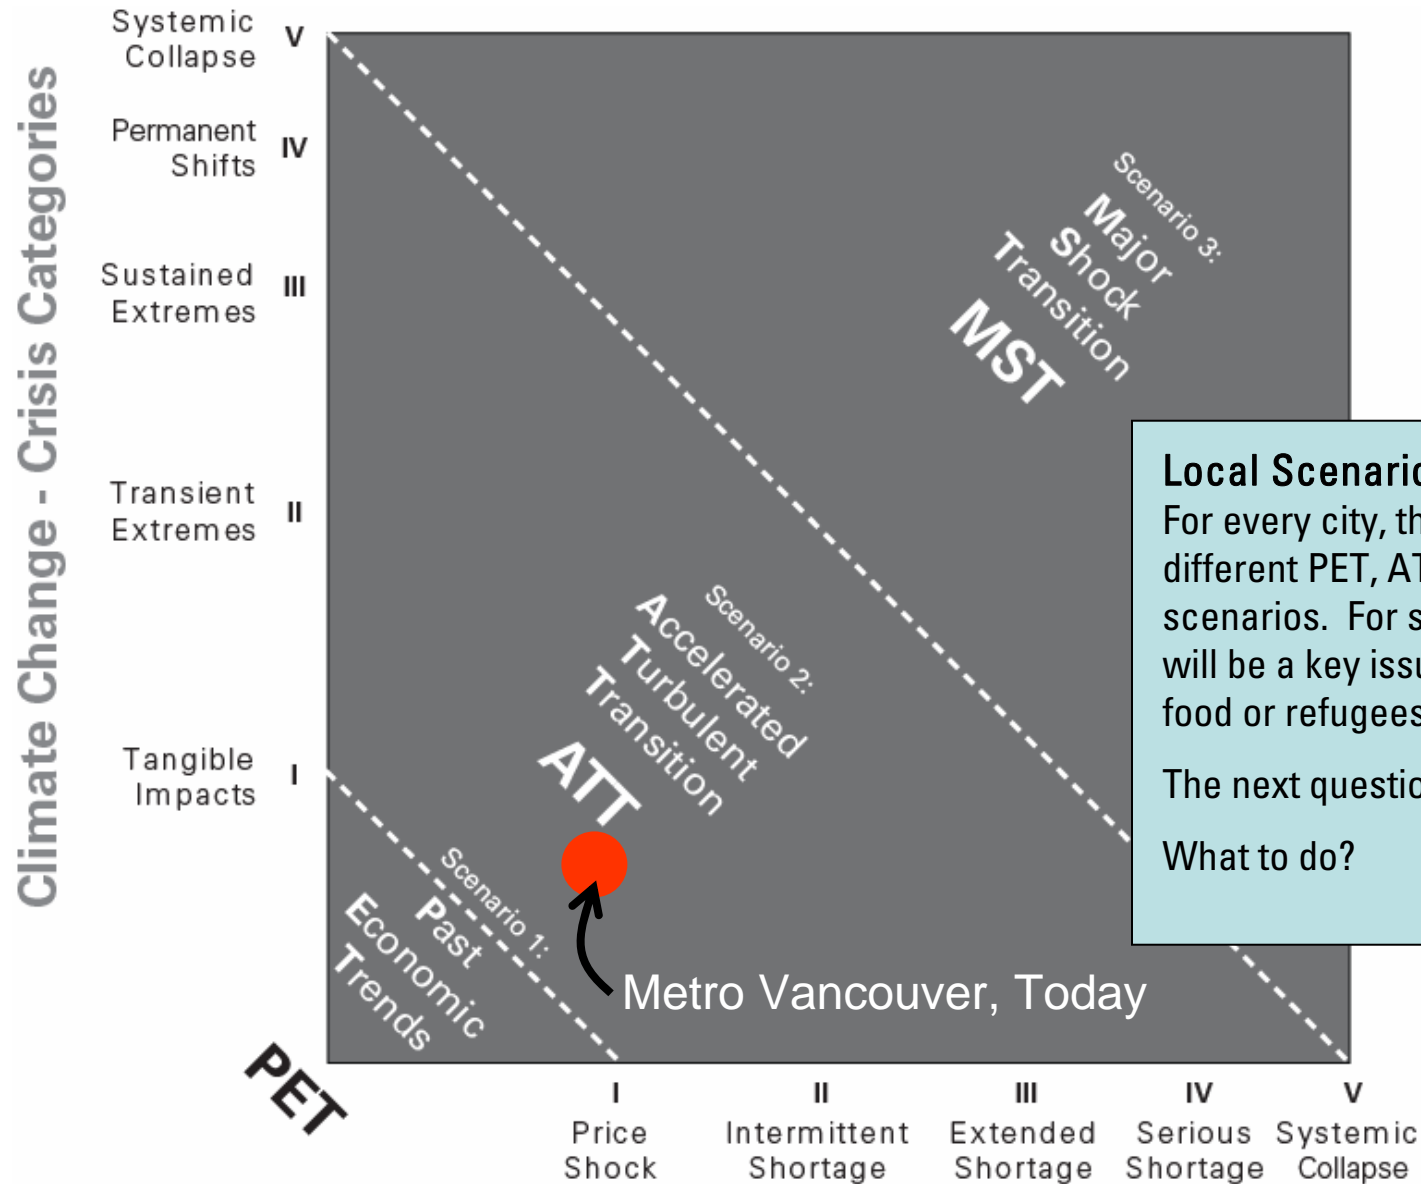 Climate Change - Crisis Categories
Systemic
Collapse
V
Permanent
Shifts
IV
Sustained
Extremes
III
Transient
Extremes
II
Tangible
Impacts
I
Scenario 3:
Major
Shock
Transition
MST
Scenario 2:
Accelerated
Turbulent
Transition
ATT
Scenario 1:
Past
Economic
Trends
PET
Metro Vancouver, Today
Local Scenario
For every city, th
different PET, AT
scenarios. For s
will be a key issu
food or refugees
The next questio
What to do?
I
II
III
IV
V
Price
Shock
Intermittent
Shortage
Extended
Shortage
Serious
Shortage
Systemic
Collapse